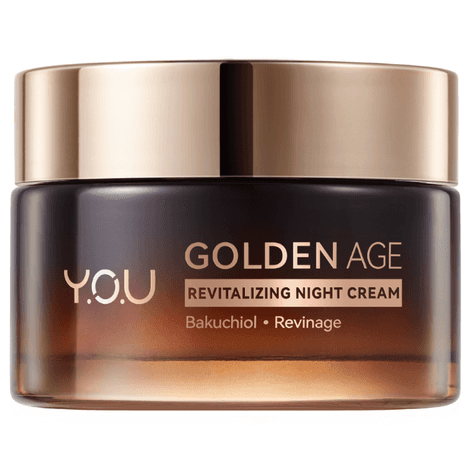 Y.O.U
GOLDEN AGE
REVITALIZING NIGHT CREAM
Bakuchiol • Revinage